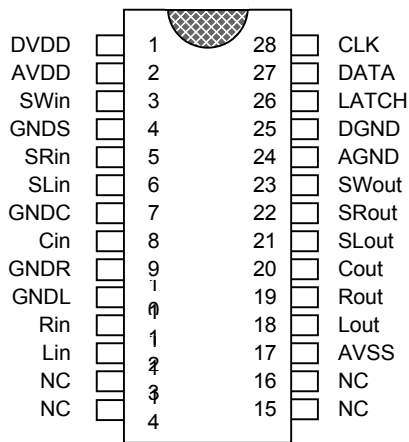 DVDD 1 28 CLK
AVDD 2 27 DATA
SWin 3 26 LATCH
GNDS 4 25 DGND
SRin 5 24 AGND
SLin 6 23 SWout
GNDC 7 22 SRout
Cin 8 21 SLout
GNDR 9 20 Cout
GNDL 19 Rout
Rin 18 Lout
Lin 17 AVSS
NC 16 NC
NC 15 NC